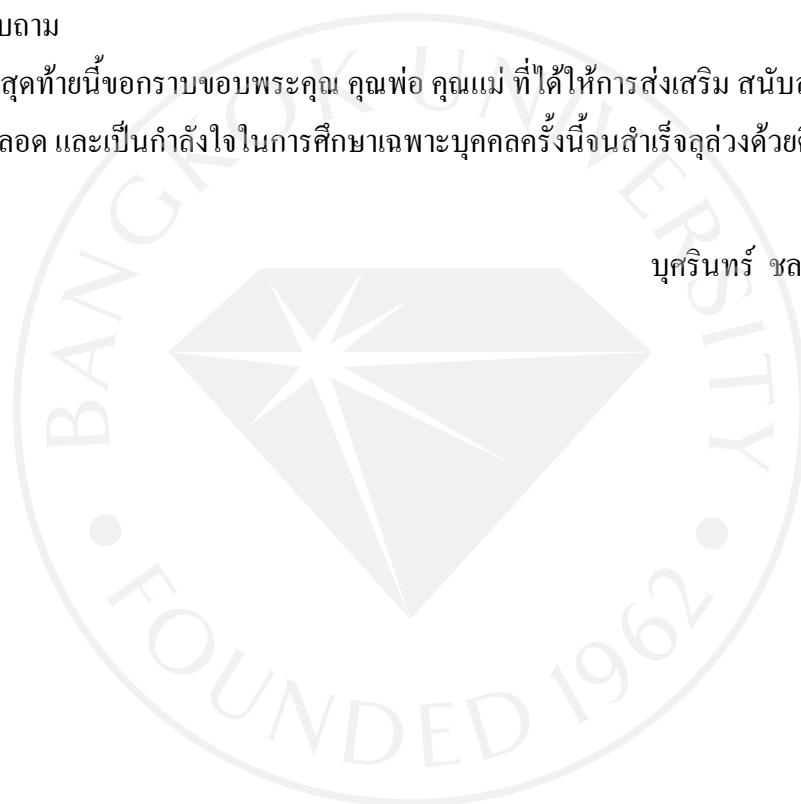 บถาม
สุดท้ายนี้ขอกราบขอบพระคุณ คุณพ่อ คุณแม่ ที่ได้ให้การส่งเสริม สนับส
ลอด และเป็นกำลังใจในการศึกษาเฉพาะบุคคลครั้งนี้จนสำเร็จลุล่วงด้วยดี
บุศรินทร์ ชล
BANGKOK UNIVERSITY
FOUNDED 1962